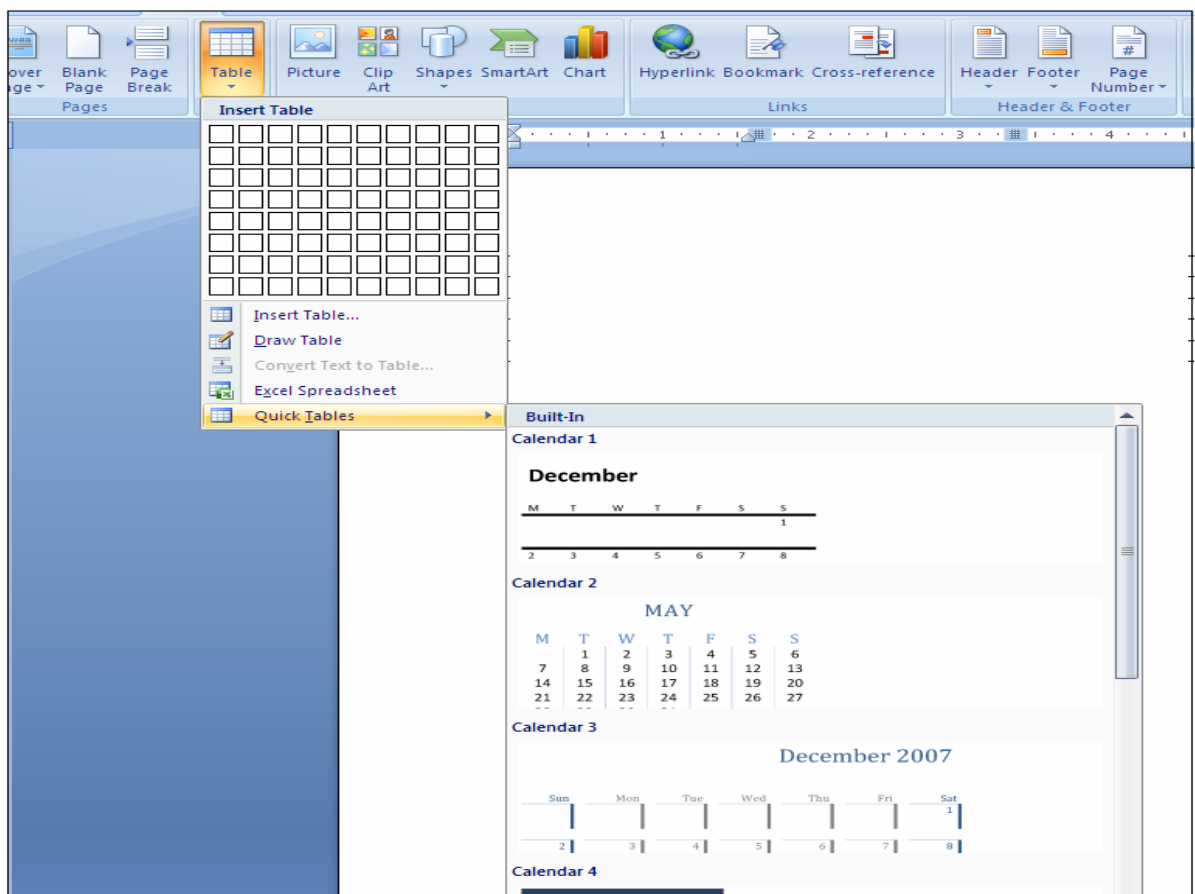 over Blank Page Table Picture Clip Shapes SmartArt Chart Hyperlink Bookmark Cross-reference Header Footer Page
ge Page Break Art Number
Pages Links Header & Footer
Insert Table
1 2 3 4
Insert Table...
Draw Table
Convert Text to Table...
Excel Spreadsheet
Quick Tables
Built-In
Calendar 1
December
M T W T F S S
1
2 3 4 5 6 7 8
Calendar 2
MAY
M T W T F S S
1 2 3 4 5 6
7 8 9 10 11 12 13
14 15 16 17 18 19 20
21 22 23 24 25 26 27
Calendar 3
December 2007
Sun Mon Tue Wed Thu Fri Sat
1
2 3 4 5 6 7 8
Calendar 4